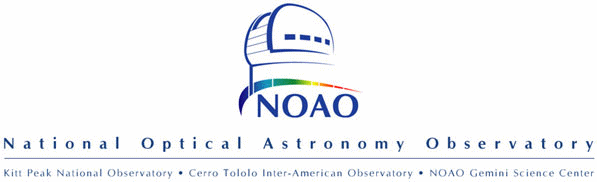 NOAO
National Optical Astronomy Observatory
Kitt Peak National Observatory • Cerro Tololo Inter-American Observatory • NOAO Gemini Science Center